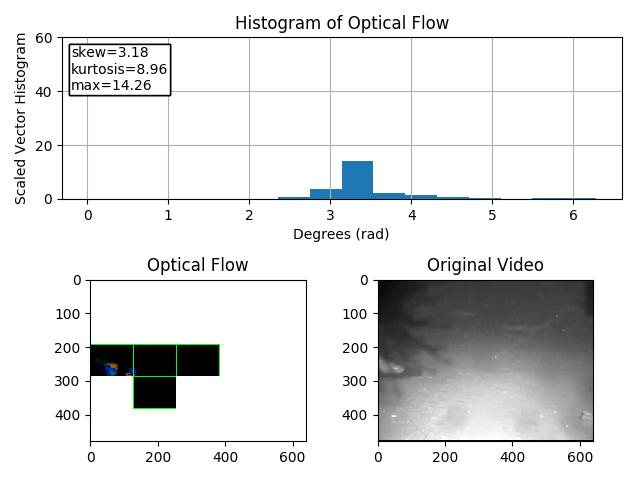 Histogram of Optical Flow
Scaled Vector Histogram
60
40
20
0
skew=3.18
kurtosis=8.96
max=14.26
0 1 2 3 4 5 6
Degrees (rad)
Optical Flow
0
100
200
300
400
0 200 400 600
Original Video
0
100
200
300
400
0 200 400 600